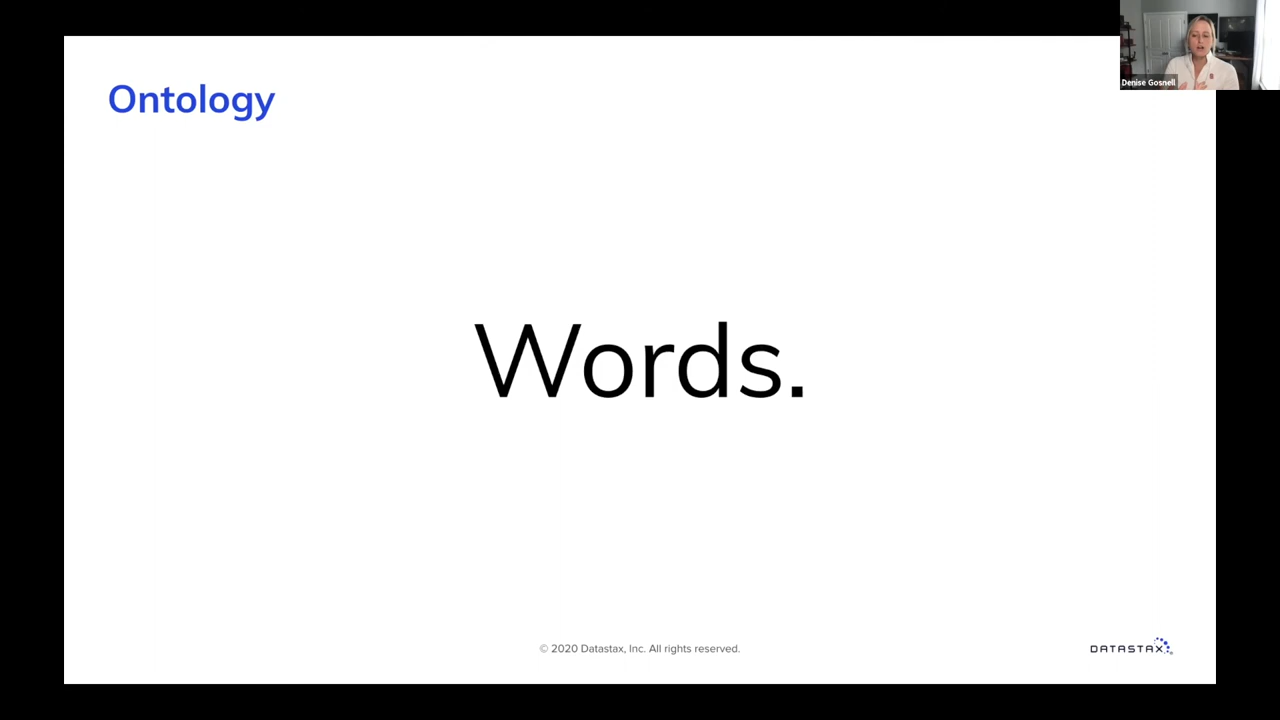 Ontology
Denise Gosnell
Words.
© 2020 Datastax, Inc. All rights reserved.
DATASTAX